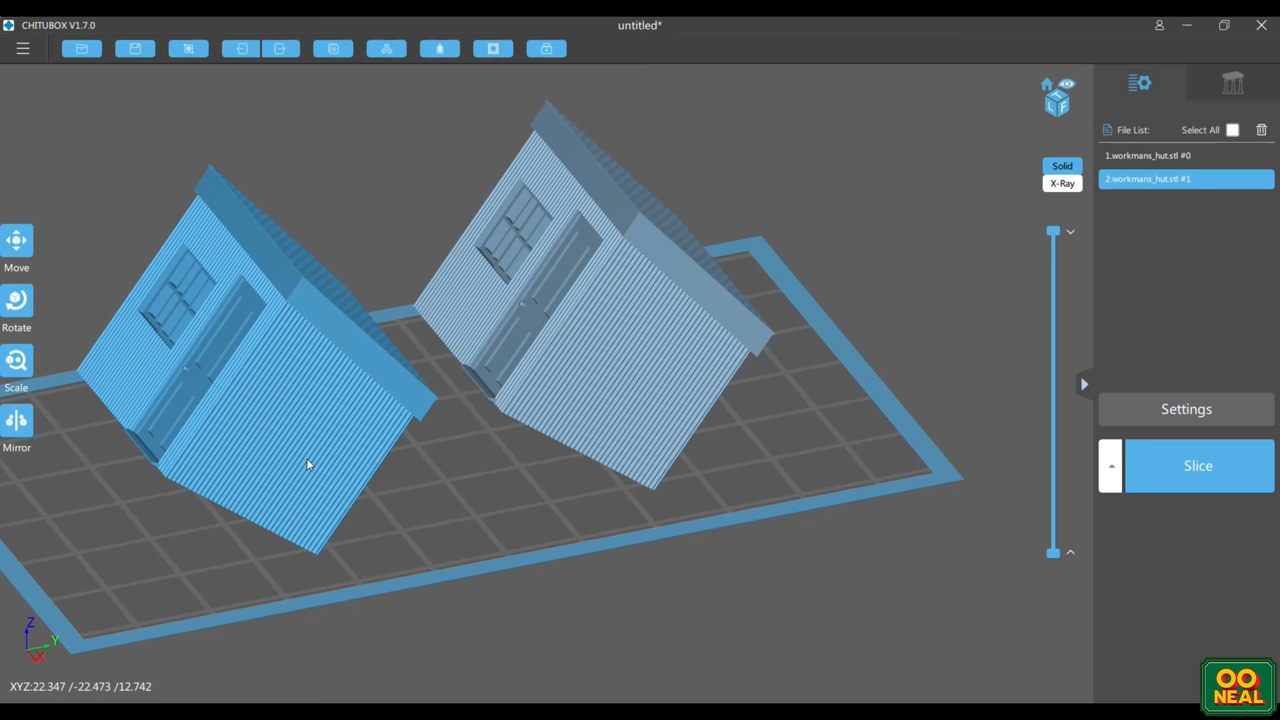 CHITUBOX V1.7.0
untitled*
File List:
Select All
1.workmans_hut.stl #0
2.workmans_hut.stl #1
Solid
X-Ray
T
L F
Move
Rotate
Scale
Mirror
Settings
Slice
Z
Y
X
XYZ:22.347 /-22.473 /12.742
OO
NEAL